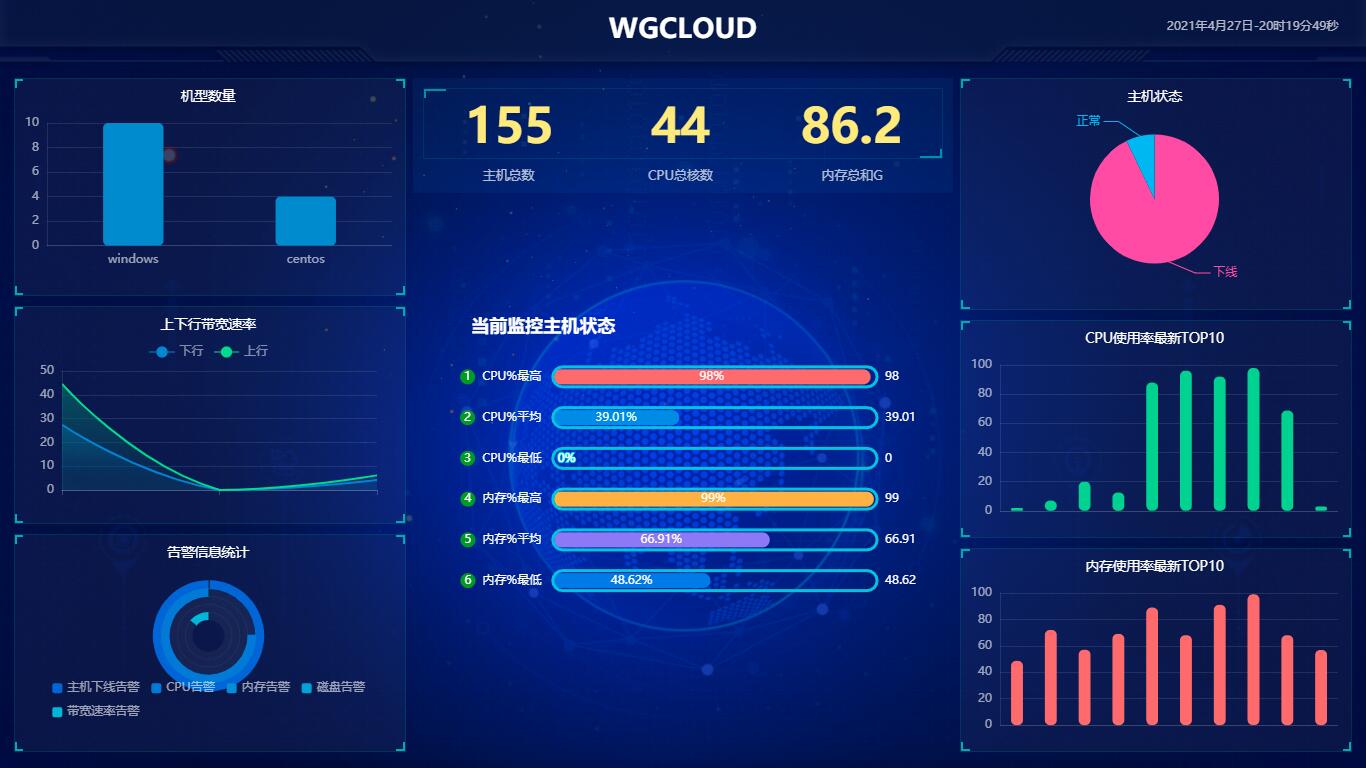 WGCLOUD
2021年4月27日-20时19分49秒
机型数量
10
8
6
4
2
0
windows
centos
上下行带宽速率
下行
上行
50
40
30
20
10
0
告警信息统计
主机下线告警
CPU告警
内存告警
磁盘告警
带宽速率告警
155
44
86.2
主机总数
CPU总核数
内存总和G
当前监控主机状态
1 CPU%最高 98% 98
2 CPU%平均 39.01% 39.01
3 CPU%最低 0% 0
4 内存%最高 99% 99
5 内存%平均 66.91% 66.91
6 内存%最低 48.62% 48.62
主机状态
正常
下线
CPU使用率最新TOP10
100
80
60
40
20
0
内存使用率最新TOP10
100
80
60
40
20
0